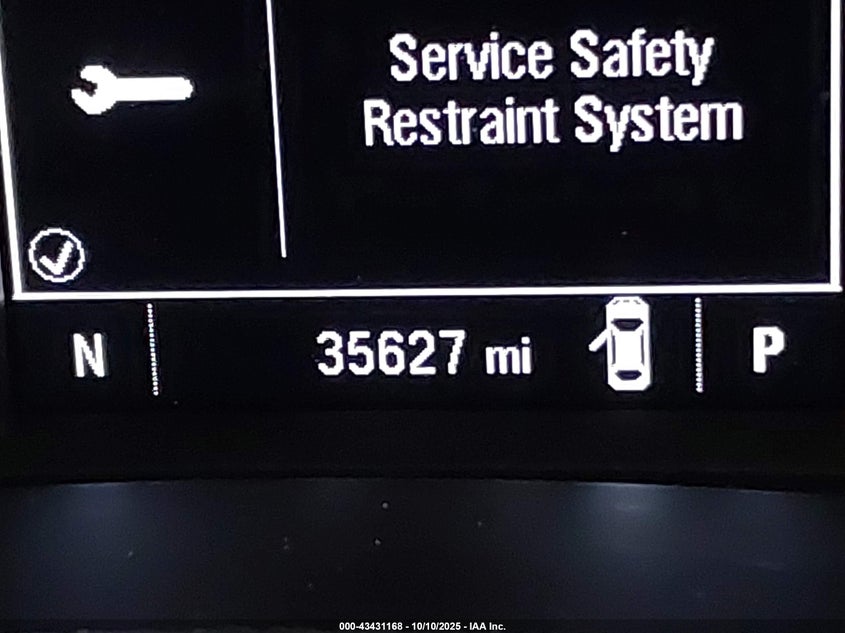 Service Safety
Restraint System
N
35627 mi
P
000-43431168 - 10/10/2025 - IAA Inc.